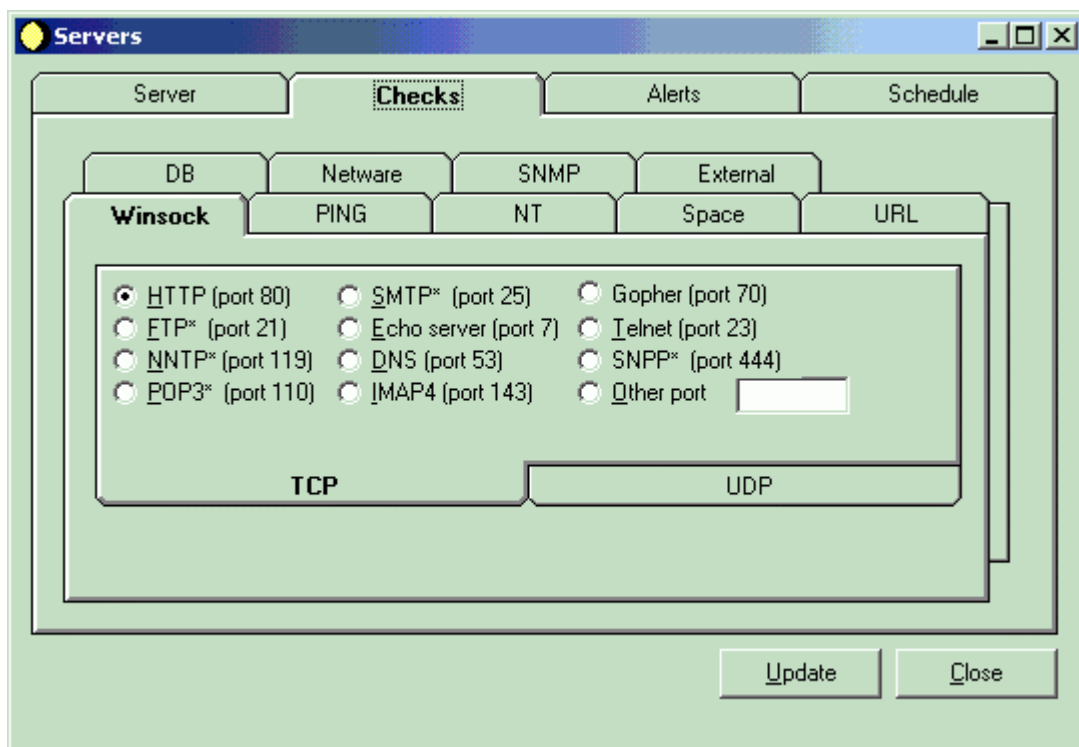 Servers
Server Checks Alerts Schedule
DB Netware SNMP External
Winsock PING NT Space URL
HTTP (port 80) SMTP* (port 25) Gopher (port 70)
FTP* (port 21) Echo server (port 7) Telnet (port 23)
NNTP* (port 119) DNS (port 53) SNPP* (port 444)
POP3* (port 110) IMAP4 (port 143) Other port
TCP UDP
Update Close